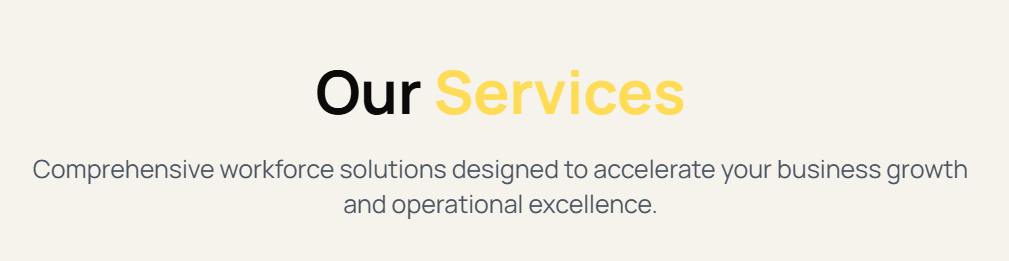 Our Services
Comprehensive workforce solutions designed to accelerate your business growth
and operational excellence.